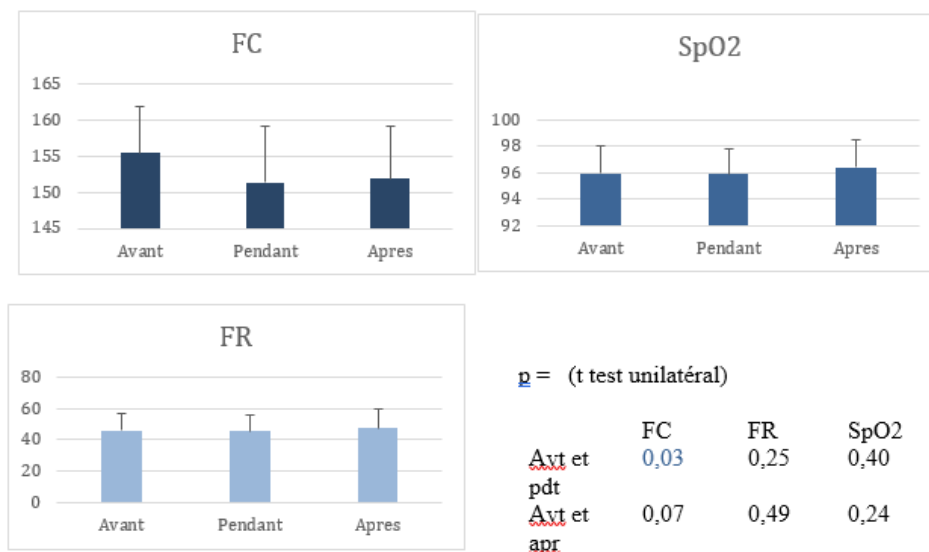 FC
165
160
155
150
145
Avant Pendant Apres
SpO2
100
98
96
94
92
Avant Pendant Apres
FR
80
60
40
20
0
Avant Pendant Apres
p = (t test unilatéral)
FC FR SpO2
Avt et 0,03 0,25 0,40
pdt
Avt et 0,07 0,49 0,24
apr